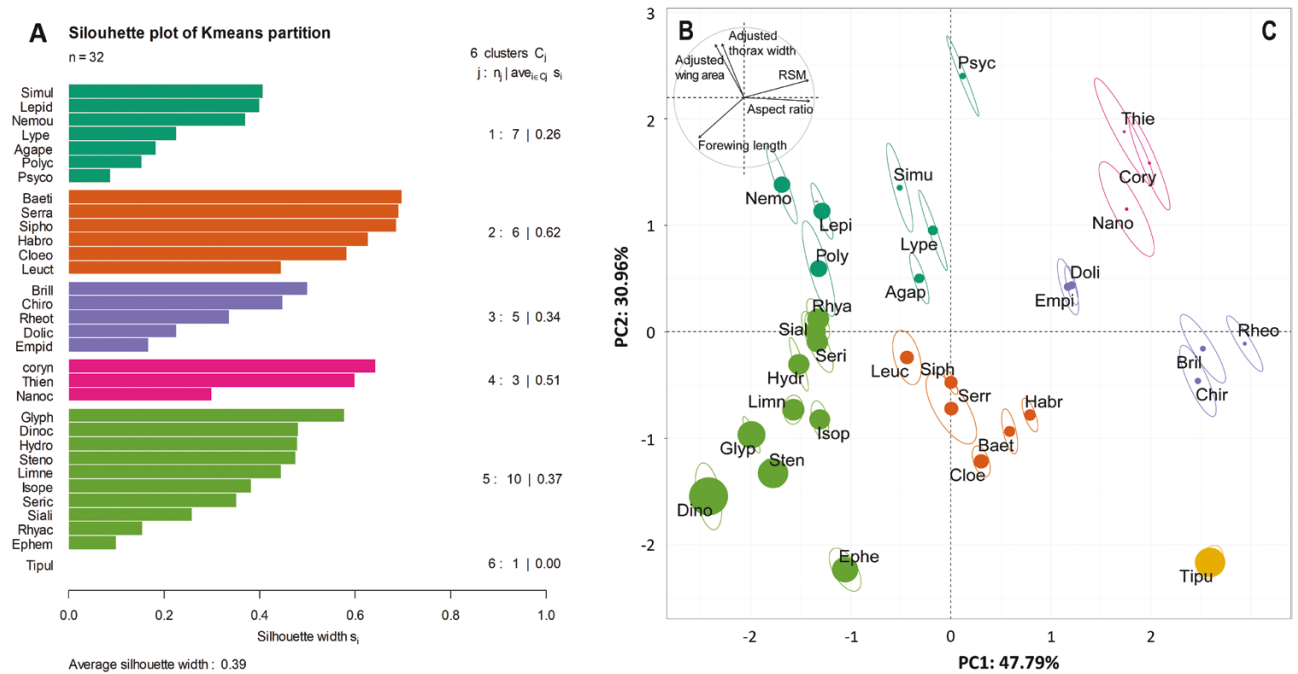 A
Silouhette plot of Kmeans partition
n = 32
6 clusters Cj
j : nj | avei∈Cj si
Simul
Lepid
Nemou
Lype
Agape
Polyc
Psyco
1 : 7 | 0.26
Baeti
Serra
Sipho
Habro
Cloeo
Leuct
2 : 6 | 0.62
Brill
Chiro
Rheot
Dolic
Empid
3 : 5 | 0.34
coryn
Thien
Nanoc
4 : 3 | 0.51
Glyph
Dinoc
Hydro
Steno
Limne
Isope
Seric
Siali
Rhyac
Ephem
5 : 10 | 0.37
Tipul
6 : 1 | 0.00
0.0 0.2 0.4 0.6 0.8 1.0
Silhouette width si
Average silhouette width : 0.39
B
C
Adjusted
thorax width
Adjusted
wing area
RSM
Aspect ratio
Forewing length
PC2: 30.96%
3
2
1
0
-1
-2
Psyc
Thie
Cory
Nano
Simu
Nemo
Lepi
Lype
Poly
Agap
Doli
Empi
Rhya
Sial
Seri
Hydr
Leuc
Siph
Serr
Habr
Baet
Cloe
Rheo
Bril
Chir
Limn
Isop
Glyp
Sten
Dino
Ephe
Tipu
-2 -1 0 1 2
PC1: 47.79%